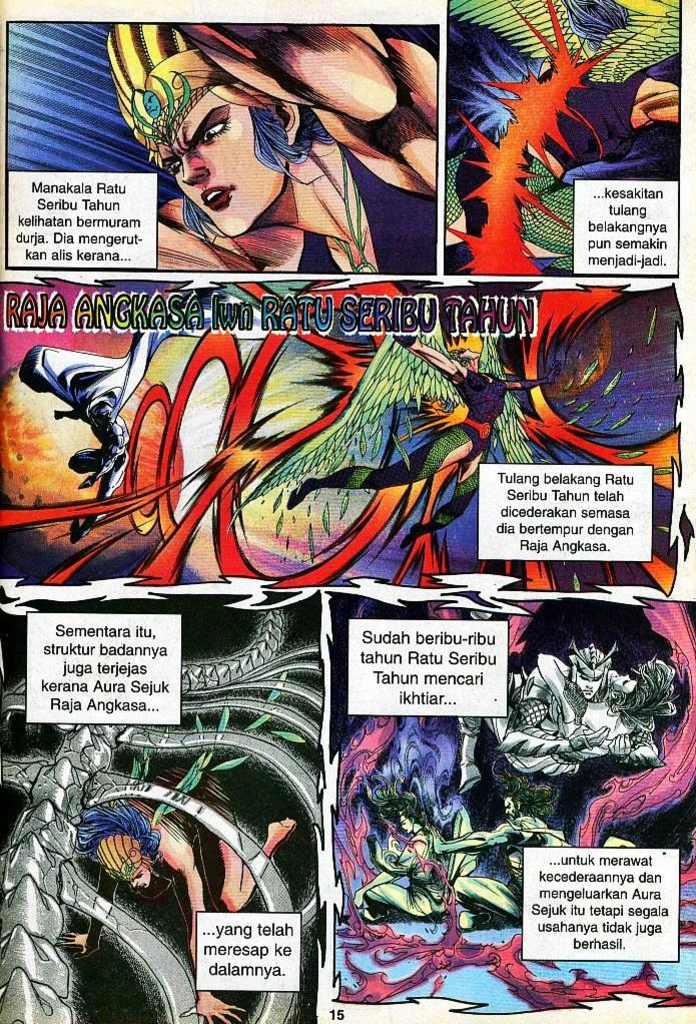 Manakala Ratu
Seribu Tahun
kelihatan bermuram
durja. Dia mengerut-
kan alis kerana...
...kesakitan
tulang
belakangnya
pun semakin
menjadi-jadi.
RAJA ANGKASA lwn RATU SERIBU TAHUN
Tulang belakang Ratu
Seribu Tahun telah
dicederakan semasa
dia bertempur dengan
Raja Angkasa.
Sementara itu,
struktur badannya
juga terjejas
kerana Aura Sejuk
Raja Angkasa...
...yang telah
meresap ke
dalamnya.
Sudah beribu-ribu
tahun Ratu Seribu
Tahun mencari
ikhtiar...
...untuk merawat
kecederaannya dan
mengeluarkan Aura
Sejuk itu tetapi segala
usahanya tidak juga
berhasil.
15